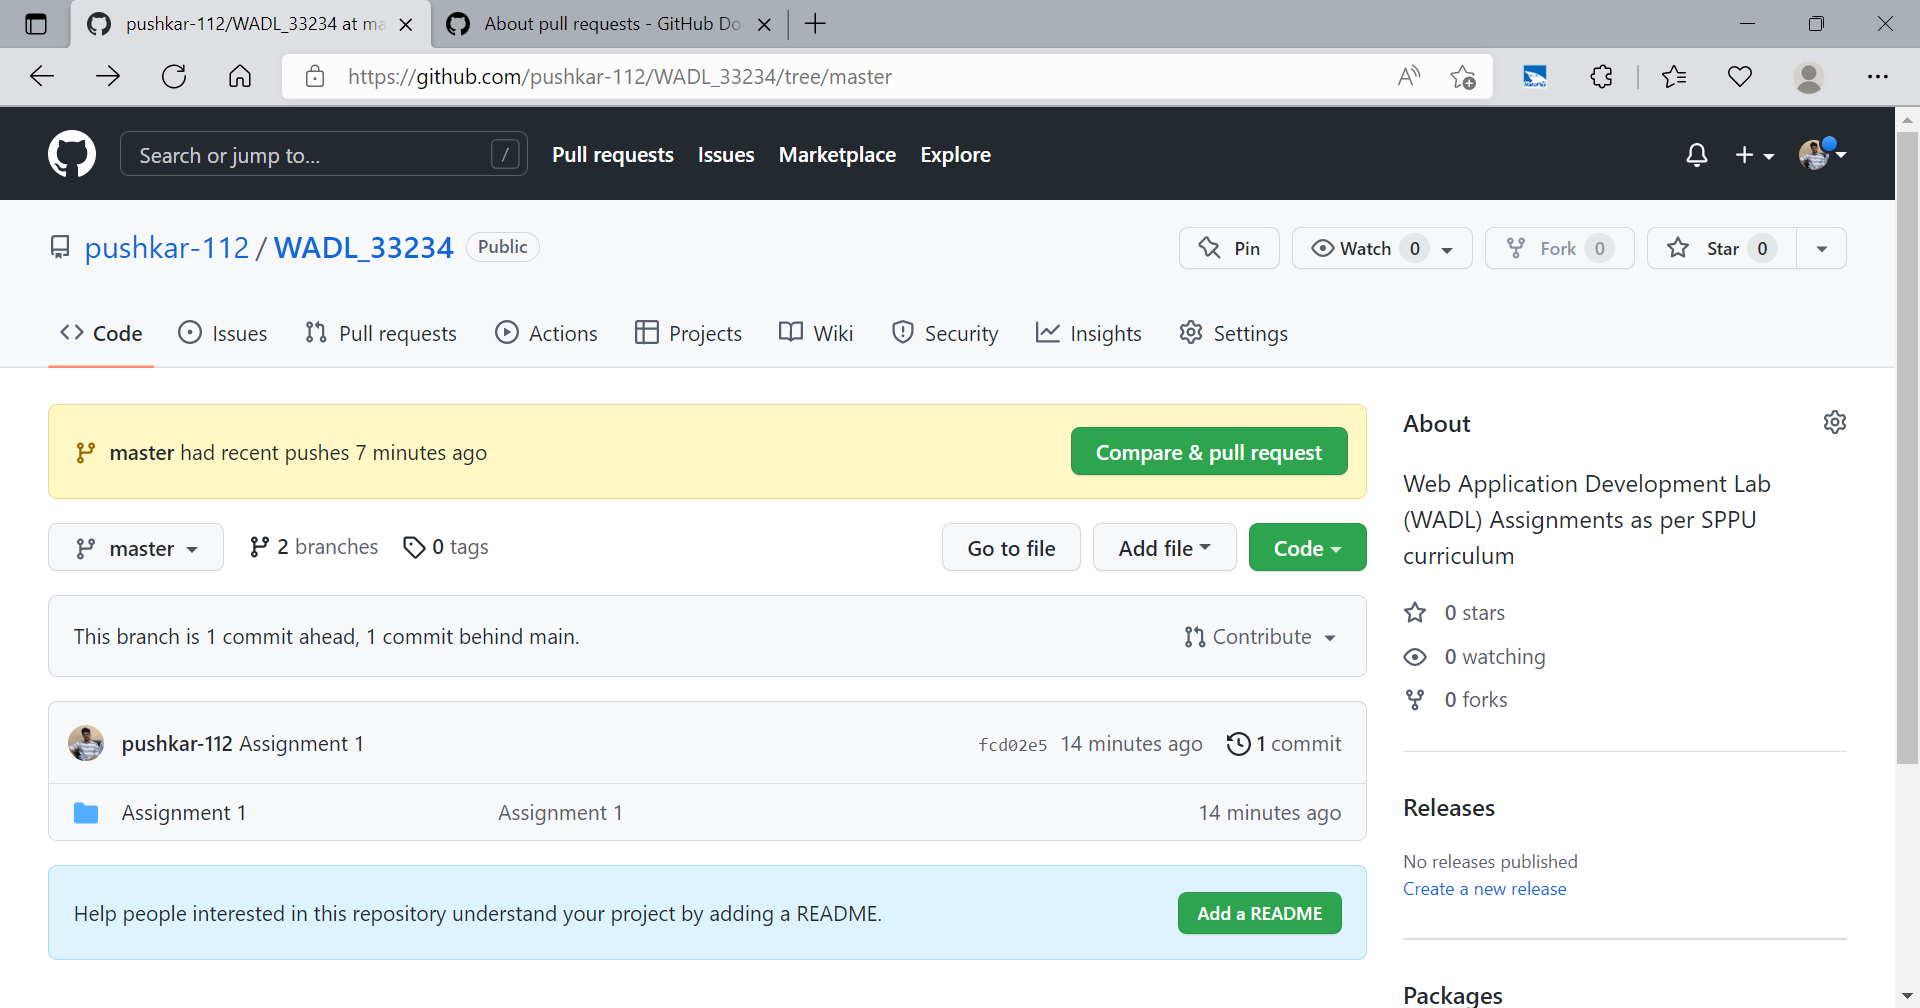 pushkar-112/WADL_33234 at ma
About pull requests - GitHub Do
https://github.com/pushkar-112/WADL_33234/tree/master
Search or jump to... /
Pull requests Issues Marketplace Explore
pushkar-112 / WADL_33234 Public
Pin Watch 0 Fork 0 Star 0
Code Issues Pull requests Actions Projects Wiki Security Insights Settings
master had recent pushes 7 minutes ago
Compare & pull request
master 2 branches 0 tags
Go to file Add file Code
This branch is 1 commit ahead, 1 commit behind main.
Contribute
pushkar-112 Assignment 1 fcd02e5 14 minutes ago 1 commit
Assignment 1 Assignment 1 14 minutes ago
Help people interested in this repository understand your project by adding a README.
Add a README
About
Web Application Development Lab
(WADL) Assignments as per SPPU
curriculum
0 stars
0 watching
0 forks
Releases
No releases published
Create a new release
Packages